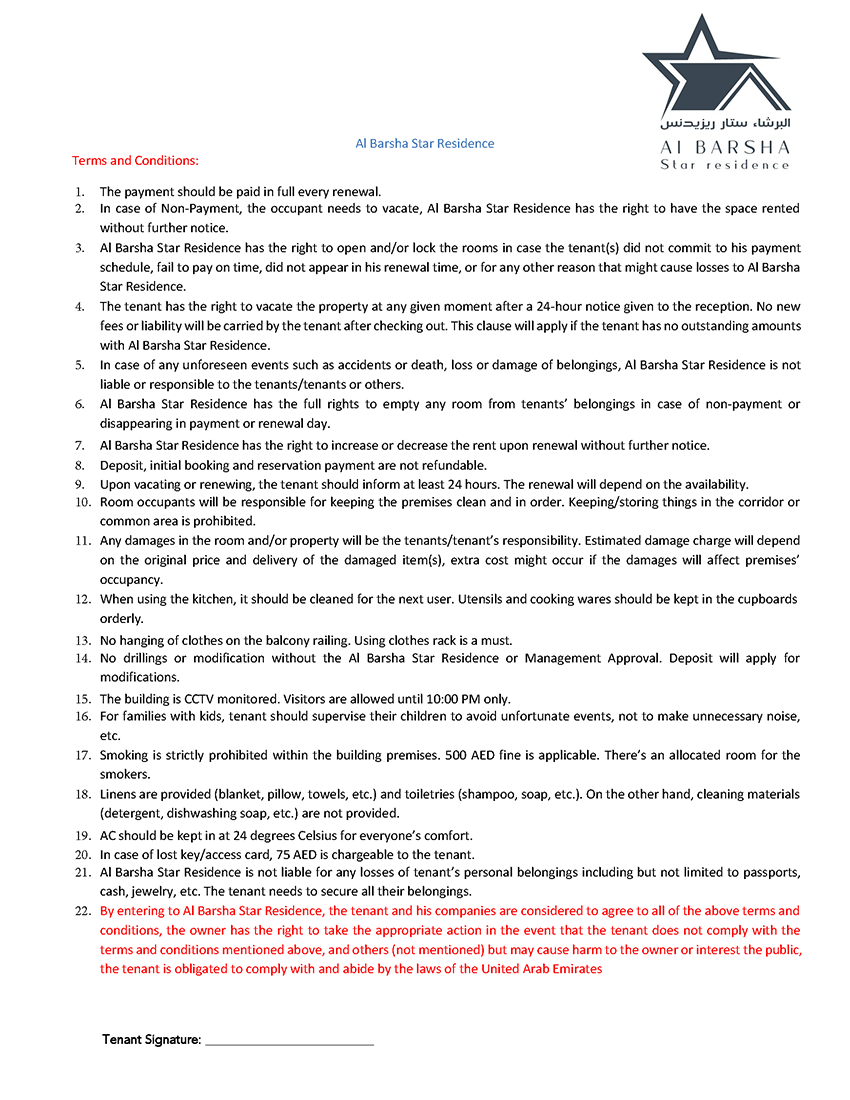 البرشاء ستار ريزيدنس
Al BARSHA
Star residence
Al Barsha Star Residence
Terms and Conditions:
1. The payment should be paid in full every renewal.
2. In case of Non-Payment, the occupant needs to vacate, Al Barsha Star Residence has the right to have the space rented
without further notice.
3. Al Barsha Star Residence has the right to open and/or lock the rooms in case the tenant(s) did not commit to his payment
schedule, fail to pay on time, did not appear in his renewal time, or for any other reason that might cause losses to Al Barsha
Star Residence.
4. The tenant has the right to vacate the property at any given moment after a 24-hour notice given to the reception. No new
fees or liability will be carried by the tenant after checking out. This clause will apply if the tenant has no outstanding amounts
with Al Barsha Star Residence.
5. In case of any unforeseen events such as accidents or death, loss or damage of belongings, Al Barsha Star Residence is not
liable or responsible to the tenants/tenants or others.
6. Al Barsha Star Residence has the full rights to empty any room from tenants’ belongings in case of non-payment or
disappearing in payment or renewal day.
7. Al Barsha Star Residence has the right to increase or decrease the rent upon renewal without further notice.
8. Deposit, initial booking and reservation payment are not refundable.
9. Upon vacating or renewing, the tenant should inform at least 24 hours. The renewal will depend on the availability.
10. Room occupants will be responsible for keeping the premises clean and in order. Keeping/storing things in the corridor or
common area is prohibited.
11. Any damages in the room and/or property will be the tenants/tenant’s responsibility. Estimated damage charge will depend
on the original price and delivery of the damaged item(s), extra cost might occur if the damages will affect premises’
occupancy.
12. When using the kitchen, it should be cleaned for the next user. Utensils and cooking wares should be kept in the cupboards
orderly.
13. No hanging of clothes on the balcony railing. Using clothes rack is a must.
14. No drillings or modification without the Al Barsha Star Residence or Management Approval. Deposit will apply for
modifications.
15. The building is CCTV monitored. Visitors are allowed until 10:00 PM only.
16. For families with kids, tenant should supervise their children to avoid unfortunate events, not to make unnecessary noise,
etc.
17. Smoking is strictly prohibited within the building premises. 500 AED fine is applicable. There’s an allocated room for the
smokers.
18. Linens are provided (blanket, pillow, towels, etc.) and toiletries (shampoo, soap, etc.). On the other hand, cleaning materials
(detergent, dishwashing soap, etc.) are not provided.
19. AC should be kept in at 24 degrees Celsius for everyone’s comfort.
20. In case of lost key/access card, 75 AED is chargeable to the tenant.
21. Al Barsha Star Residence is not liable for any losses of tenant’s personal belongings including but not limited to passports,
cash, jewelry, etc. The tenant needs to secure all their belongings.
22. By entering to Al Barsha Star Residence, the tenant and his companies are considered to agree to all of the above terms and
conditions, the owner has the right to take the appropriate action in the event that the tenant does not comply with the
terms and conditions mentioned above, and others (not mentioned) but may cause harm to the owner or interest the public,
the tenant is obligated to comply with and abide by the laws of the United Arab Emirates
Tenant Signature: ________________________